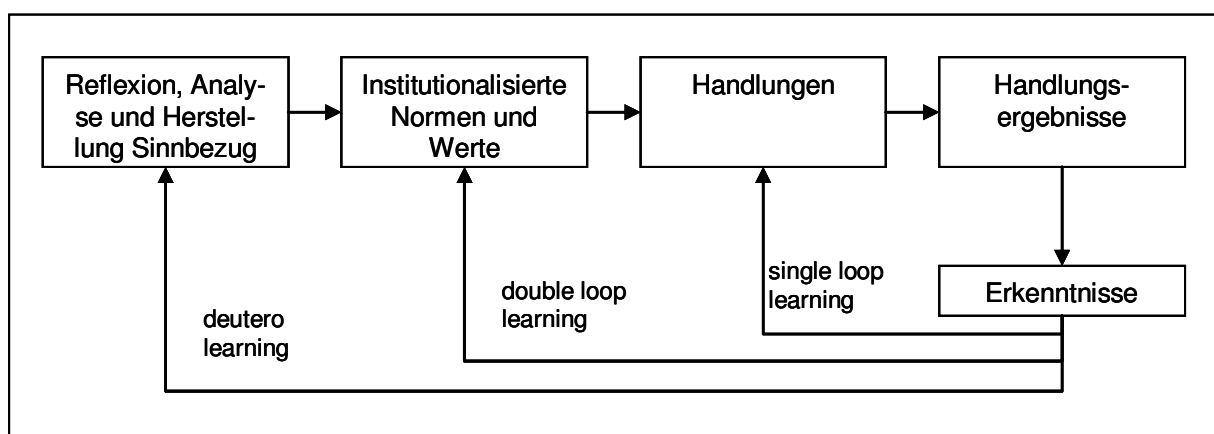 Reflexion, Analy-
se und Herstel-
lung Sinnbezug
Institutionalisierte
Normen und
Werte
Handlungen
Handlungs-
ergebnisse
Erkenntnisse
single loop
learning
double loop
learning
deutero
learning